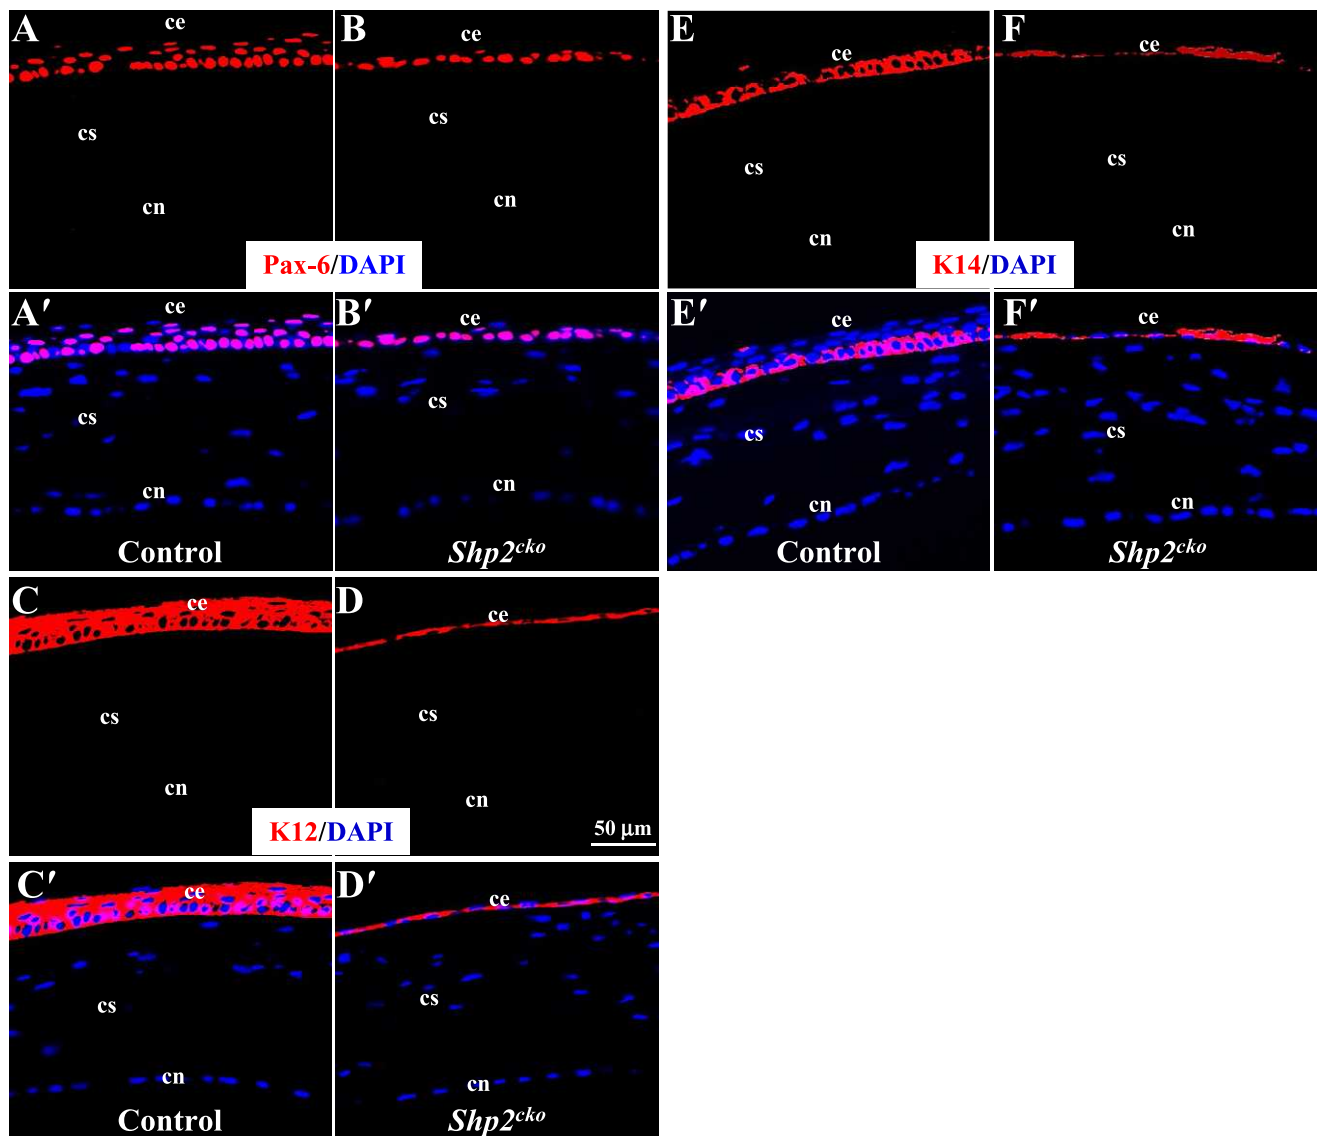 A
ce
cs
cn
B
ce
cs
cn
Pax-6/DAPI
A′
ce
cs
cn
Control
B′
ce
cs
cn
Shp2cko
E
ce
cs
cn
F
ce
cs
cn
K14/DAPI
E′
ce
cs
cn
Control
F′
ce
cs
cn
Shp2cko
C
ce
cs
cn
D
ce
cs
cn
50 µm
K12/DAPI
C′
ce
cs
cn
Control
D′
ce
cs
cn
Shp2cko